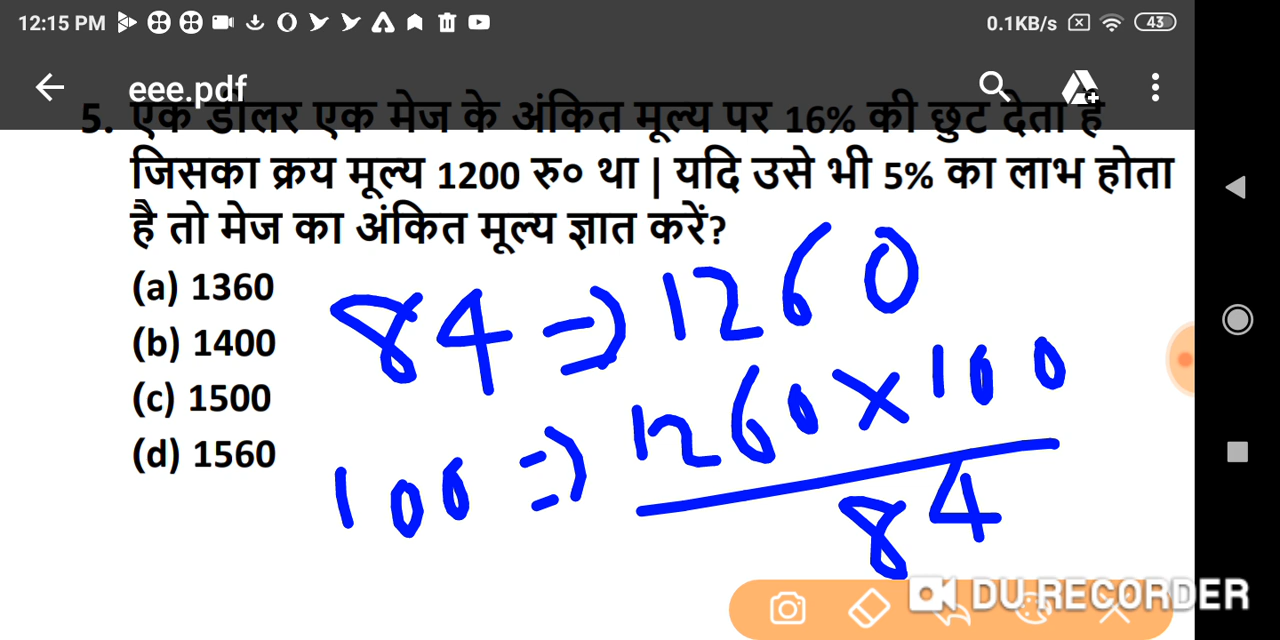 12:15 PM 0.1KB/s 43
eee.pdf
5. एक डीलर एक मेज के अंकित मूल्य पर 16% की छुट देता है
जिसका क्रय मूल्य 1200 रु० था | यदि उसे भी 5% का लाभ होता
है तो मेज का अंकित मूल्य ज्ञात करें?
(a) 1360
(b) 1400
(c) 1500
(d) 1560
84 => 1260
100 => 1260 × 100
84
DU RECORDER